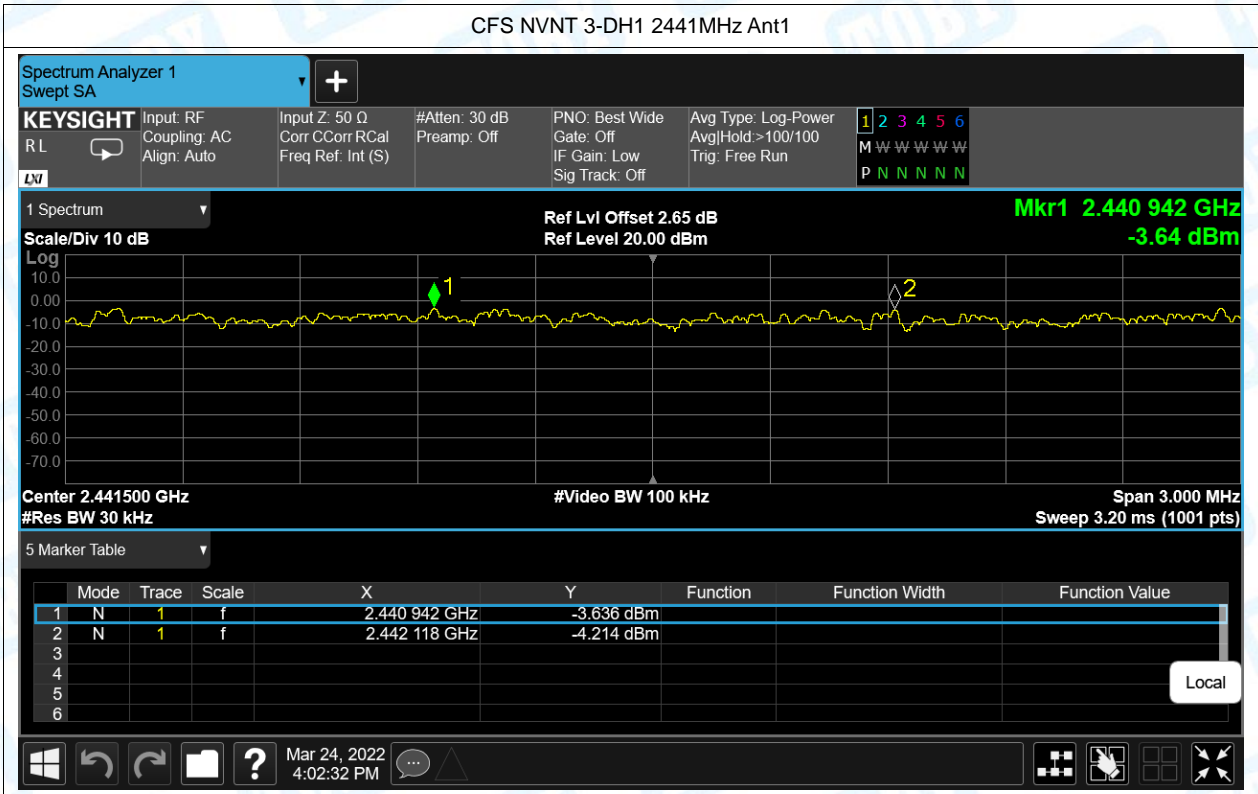 CFS NVNT 3-DH1 2441MHz Ant1
Spectrum Analyzer 1
Swept SA
KEYSIGHT
RL
LXI
Input: RF
Coupling: AC
Align: Auto
Input Z: 50 Ω
Corr CCorr RCal
Freq Ref: Int (S)
#Atten: 30 dB
Preamp: Off
PNO: Best Wide
Gate: Off
IF Gain: Low
Sig Track: Off
Avg Type: Log-Power
Avg|Hold:>100/100
Trig: Free Run
1 2 3 4 5 6
M W W W W W
P N N N N N
1 Spectrum
Scale/Div 10 dB
Ref Lvl Offset 2.65 dB
Ref Level 20.00 dBm
Mkr1 2.440 942 GHz
-3.64 dBm
Log
10.0
0.00
-10.0
-20.0
-30.0
-40.0
-50.0
-60.0
-70.0
1
2
Center 2.441500 GHz
#Video BW 100 kHz
Span 3.000 MHz
#Res BW 30 kHz
Sweep 3.20 ms (1001 pts)
5 Marker Table
Mode Trace Scale X Y Function Function Width Function Value
1 N 1 f 2.440 942 GHz -3.636 dBm
2 N 1 f 2.442 118 GHz -4.214 dBm
3
4
5
6
Local
?
Mar 24, 2022
4:02:32 PM